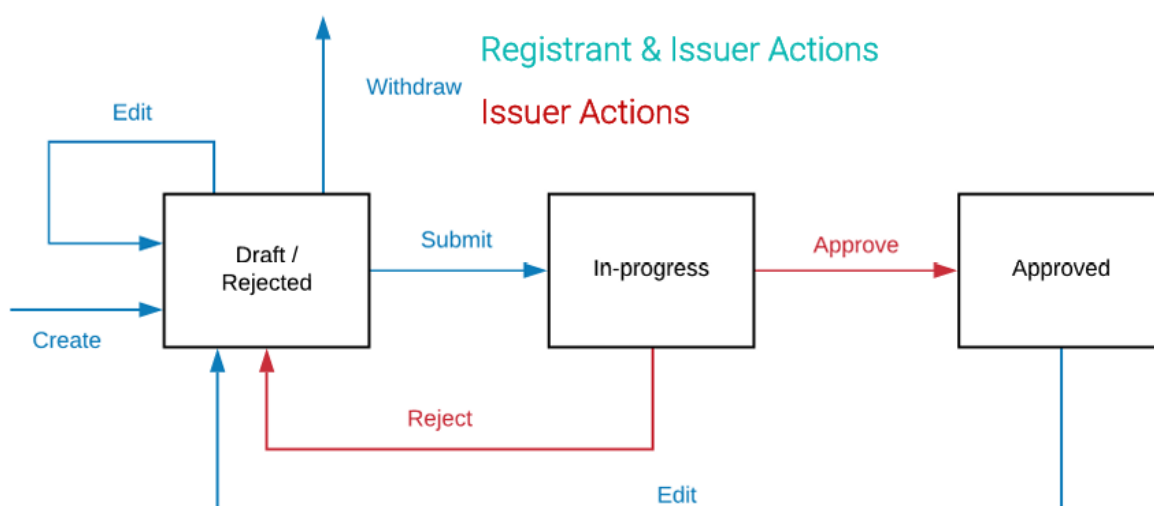 Registrant & Issuer Actions
Withdraw
Issuer Actions
Edit
Draft /
Rejected
Submit
In-progress
Approve
Approved
Create
Reject
Edit